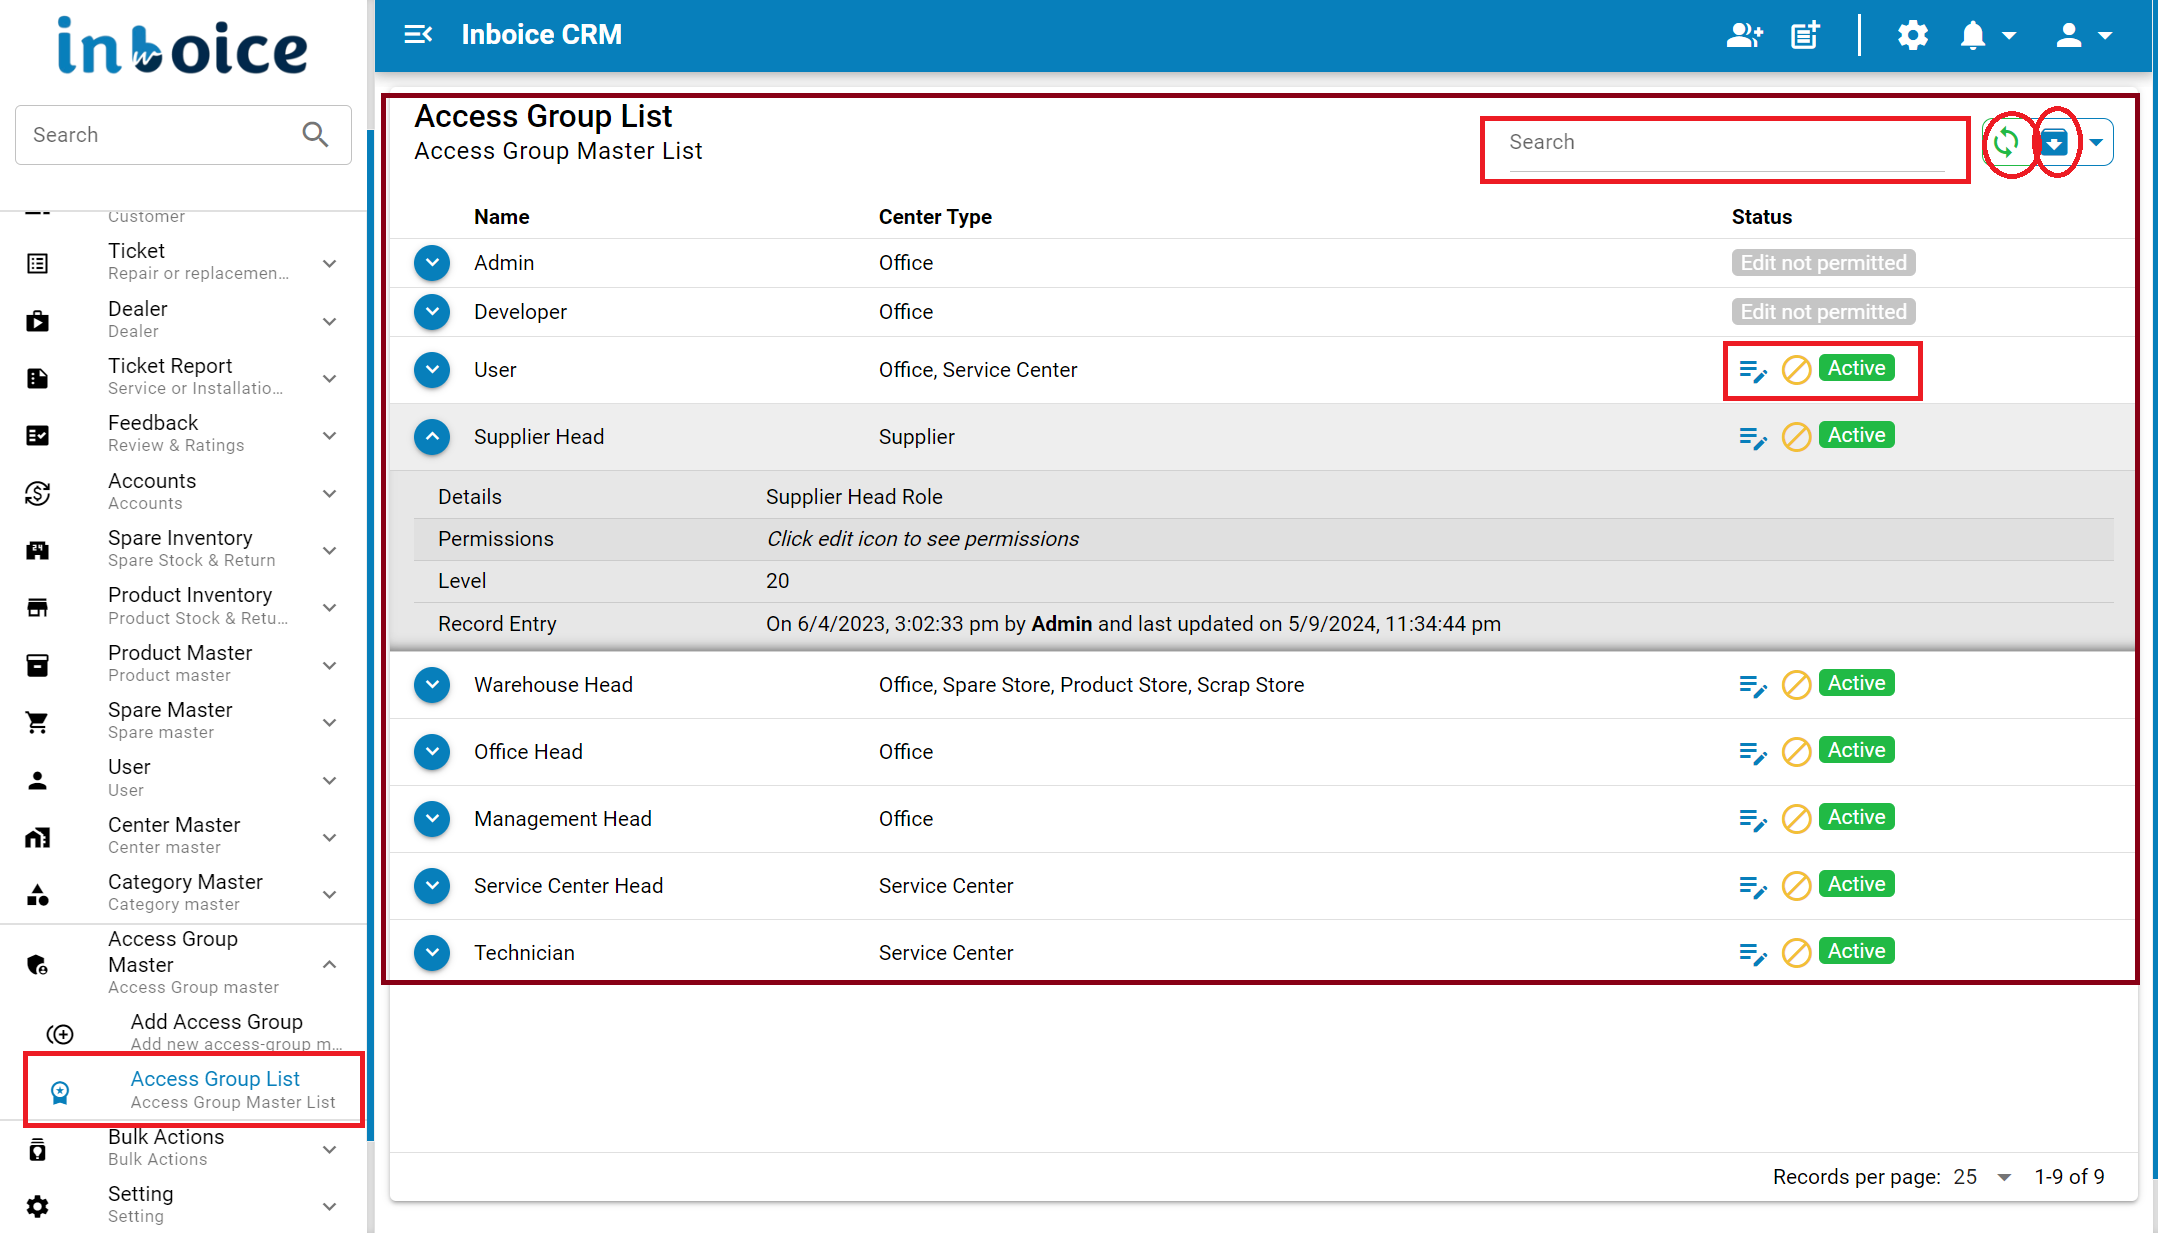 inboice
Search
Customer
Ticket
Repair or replacemen...
Dealer
Dealer
Ticket Report
Service or Installatio...
Feedback
Review & Ratings
Accounts
Accounts
Spare Inventory
Spare Stock & Return
Product Inventory
Product Stock & Retu...
Product Master
Product master
Spare Master
Spare master
User
User
Center Master
Center master
Category Master
Category master
Access Group
Master
Access Group master
Add Access Group
Add new access-group m...
Access Group List
Access Group Master List
Bulk Actions
Bulk Actions
Setting
Setting
Inboice CRM
Access Group List
Access Group Master List
Search
Name Center Type Status
Admin Office Edit not permitted
Developer Office Edit not permitted
User Office, Service Center Active
Supplier Head Supplier Active
Details Supplier Head Role
Permissions Click edit icon to see permissions
Level 20
Record Entry On 6/4/2023, 3:02:33 pm by Admin and last updated on 5/9/2024, 11:34:44 pm
Warehouse Head Office, Spare Store, Product Store, Scrap Store Active
Office Head Office Active
Management Head Office Active
Service Center Head Service Center Active
Technician Service Center Active
Records per page: 25 1-9 of 9